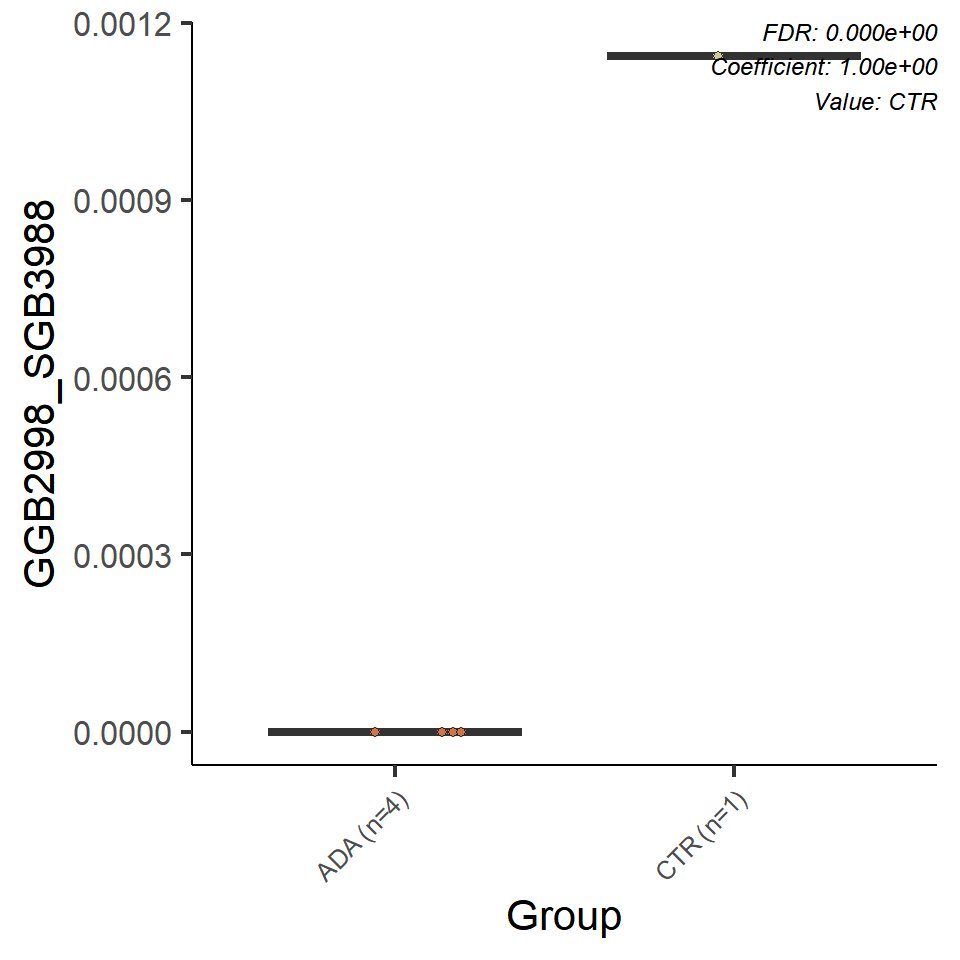 FDR: 0.000e+00
Coefficient: 1.00e+00
Value: CTR
0.0012
0.0009
0.0006
0.0003
0.0000
GGB2998_SGB3988
ADA (n=4)
CTR (n=1)
Group